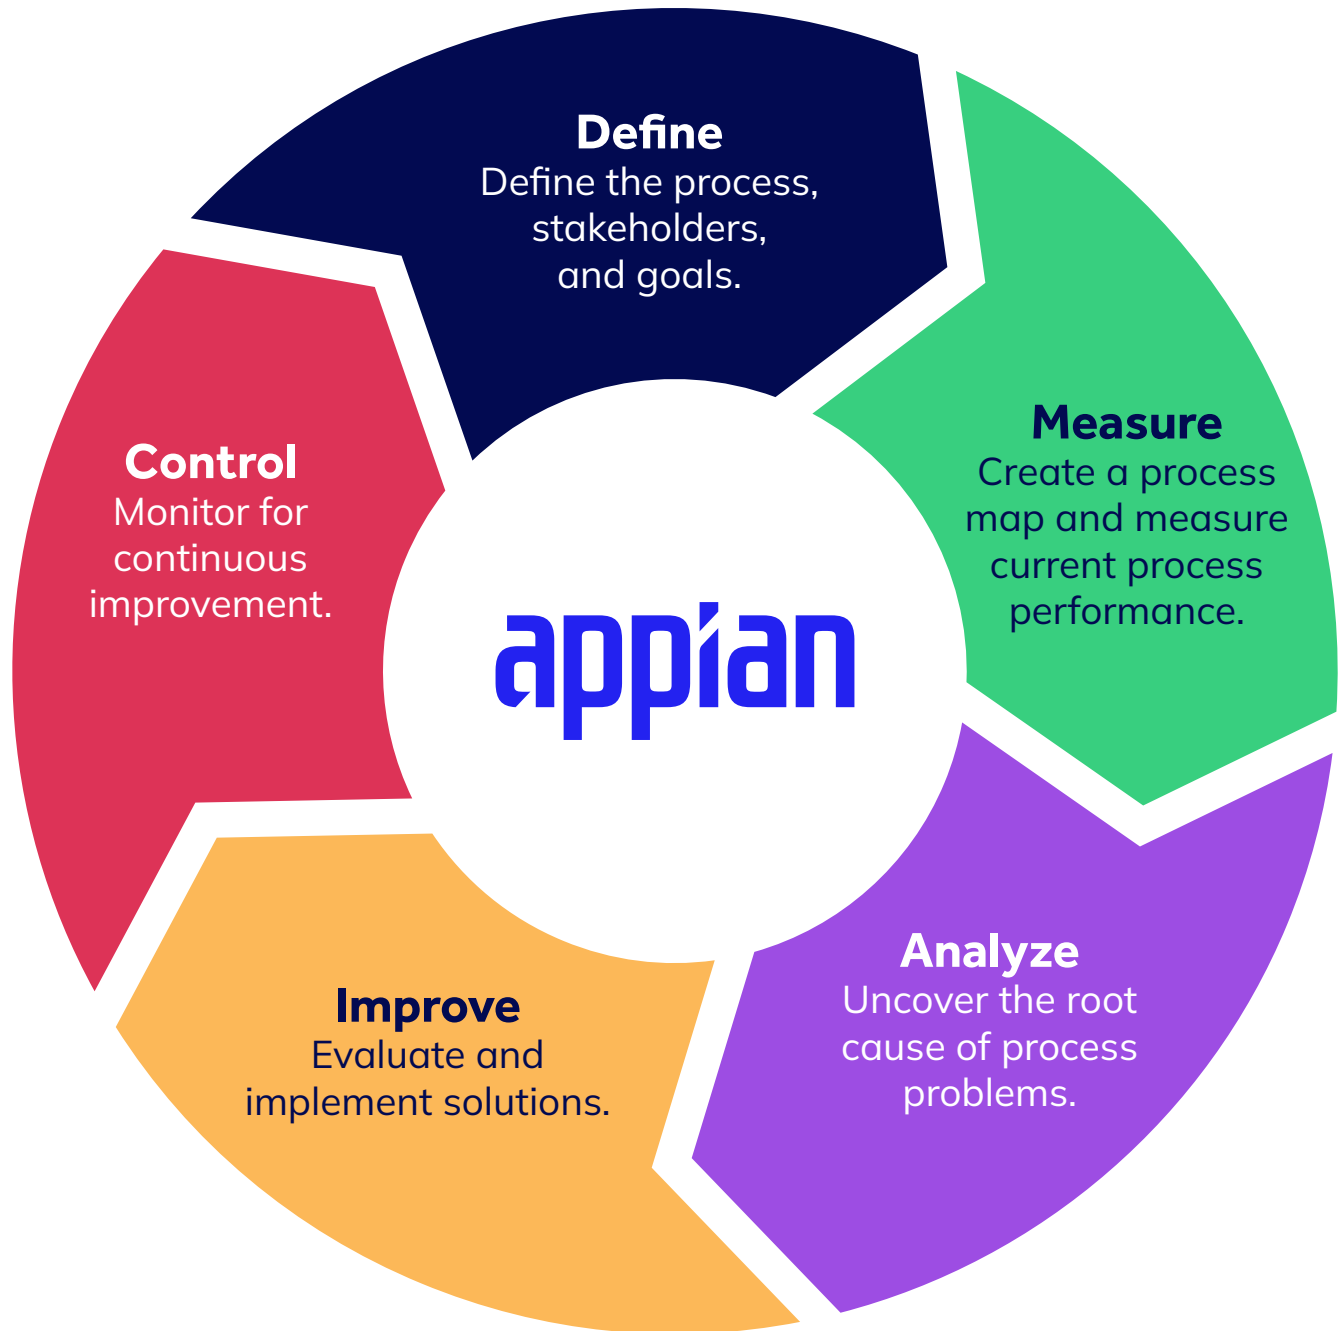 Define
Define the process,
stakeholders,
and goals.
Measure
Create a process
map and measure
current process
performance.
Analyze
Uncover the root
cause of process
problems.
Improve
Evaluate and
implement solutions.
Control
Monitor for
continuous
improvement.
appian